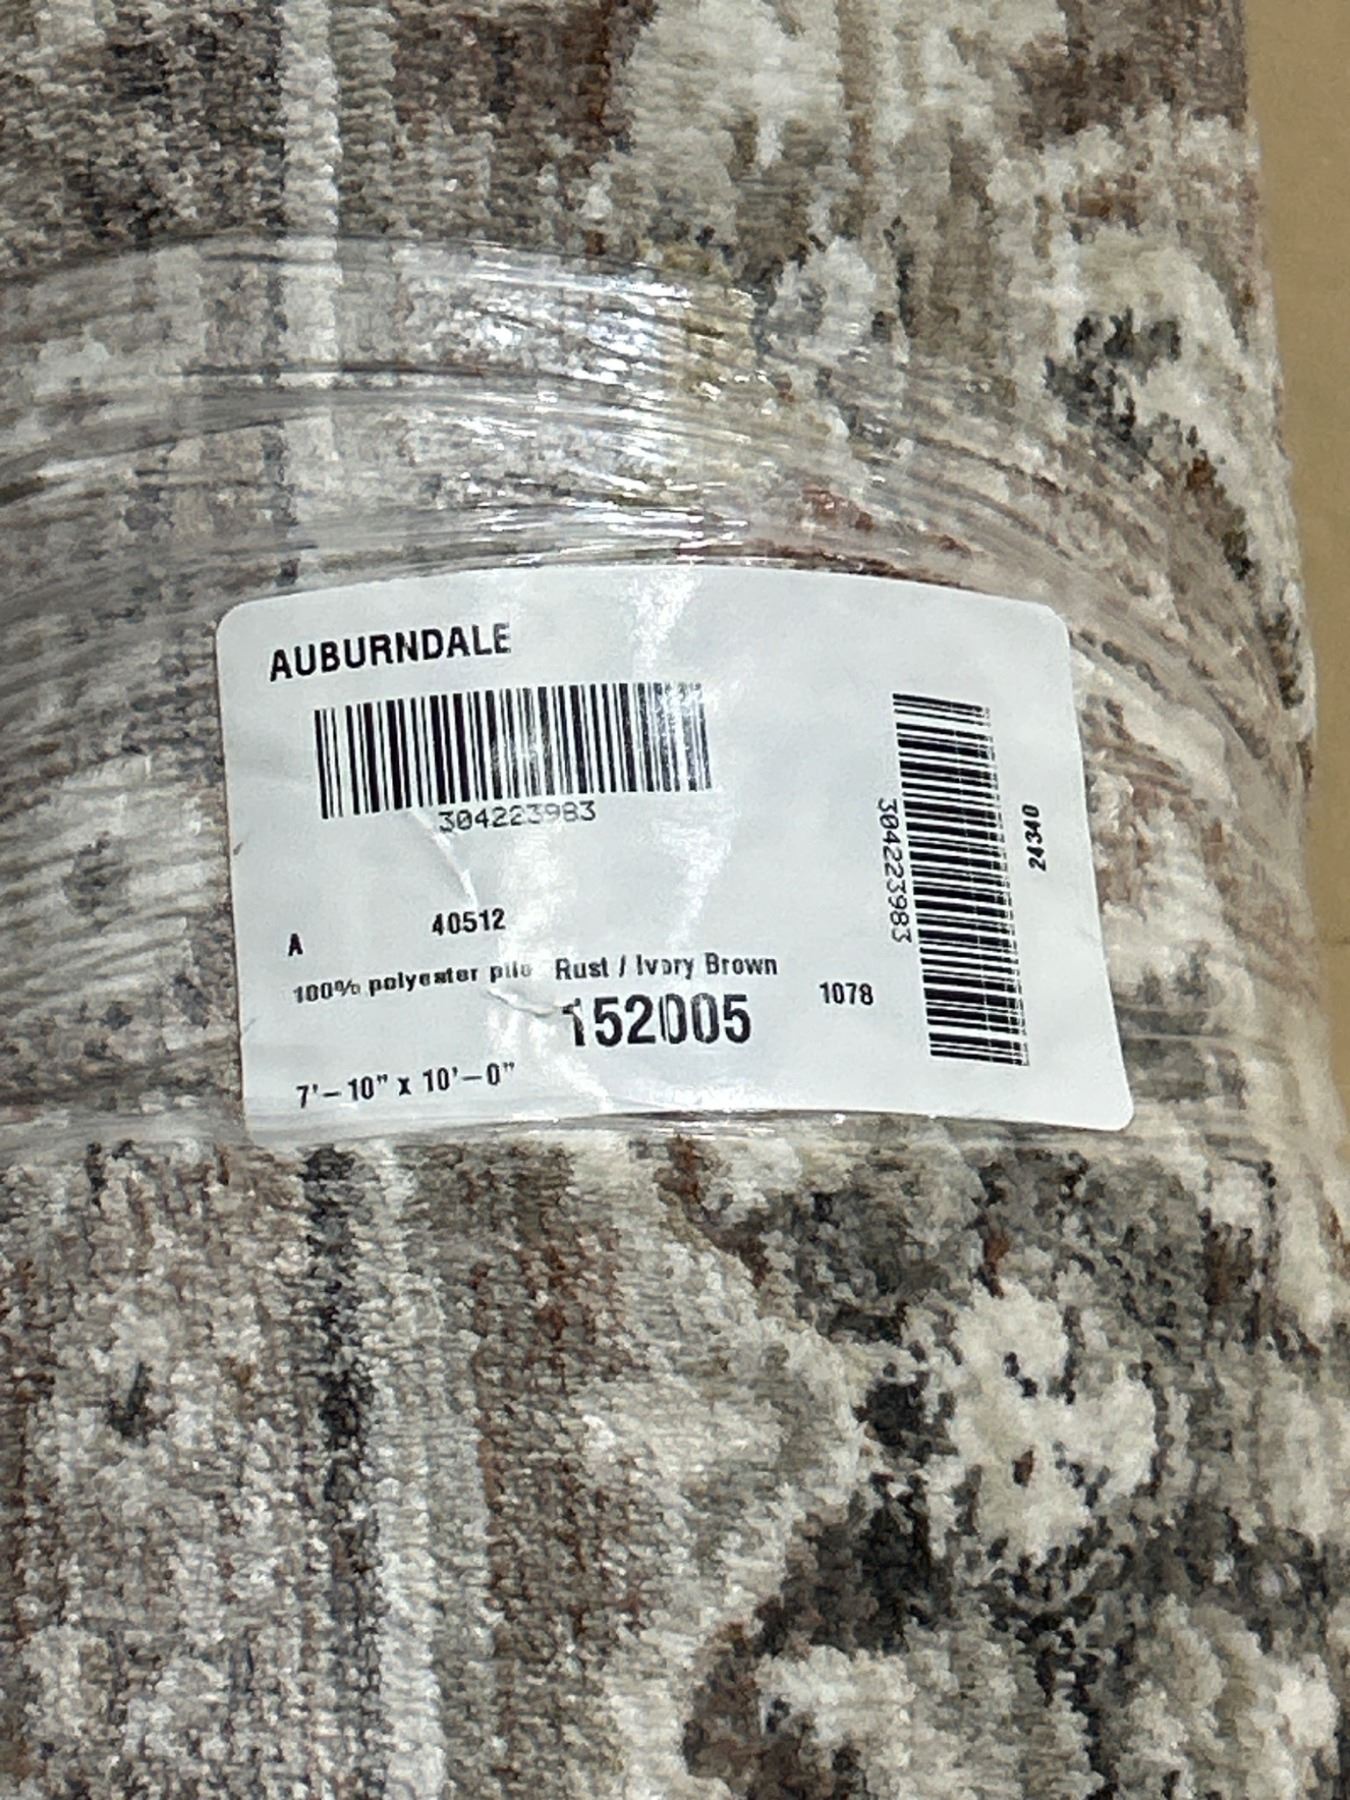 AUBURNDALE
304223983
304223983
24340
A
40512
100% polyester pile
Rust / Ivory Brown
152005
1078
7'-10" x 10'-0"